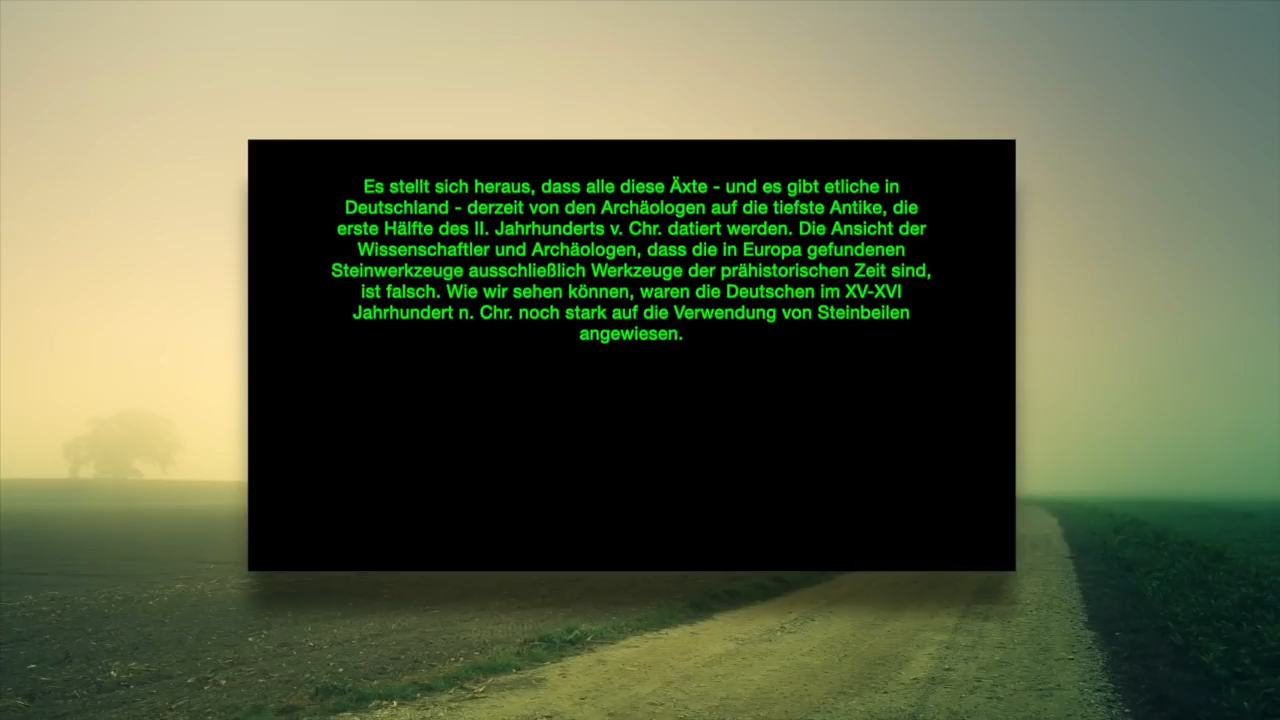 Es stellt sich heraus, dass alle diese Äxte - und es gibt etliche in
Deutschland - derzeit von den Archäologen auf die tiefste Antike, die
erste Hälfte des II. Jahrhunderts v. Chr. datiert werden. Die Ansicht der
Wissenschaftler und Archäologen, dass die in Europa gefundenen
Steinwerkzeuge ausschließlich Werkzeuge der prähistorischen Zeit sind,
ist falsch. Wie wir sehen können, waren die Deutschen im XV-XVI
Jahrhundert n. Chr. noch stark auf die Verwendung von Steinbeilen
angewiesen.